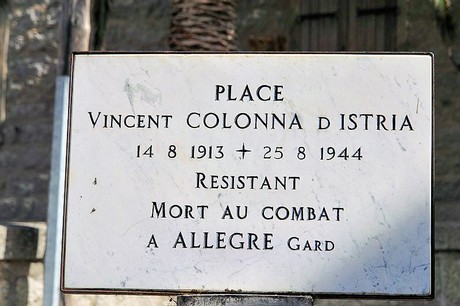 PLACE
VINCENT COLONNA D ISTRIA
14 8 1913 + 25 8 1944
RESISTANT
MORT AU COMBAT
A ALLEGRE GARD